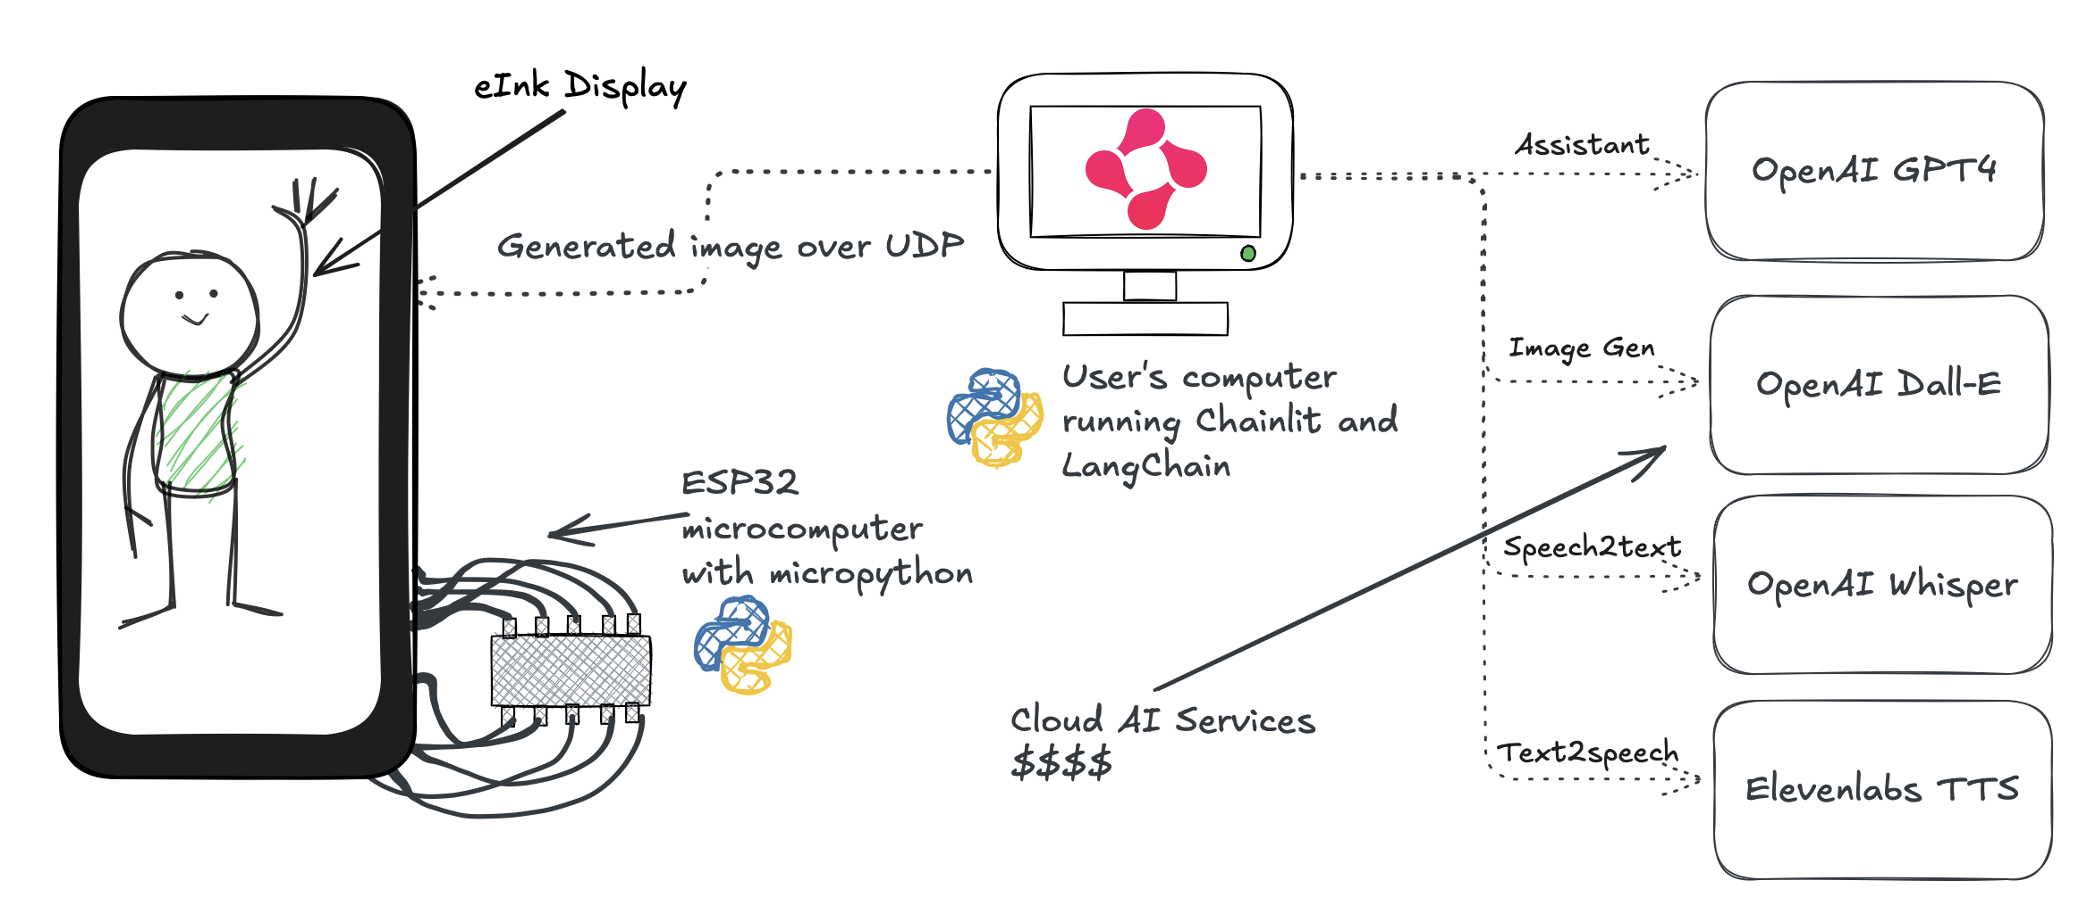 eInk Display
Generated image over UDP
ESP32
microcomputer
with micropython
User's computer
running Chainlit and
LangChain
Cloud AI Services
$$$$
Assistant
OpenAI GPT4
Image Gen
OpenAI Dall-E
Speech2text
OpenAI Whisper
Text2speech
Elevenlabs TTS